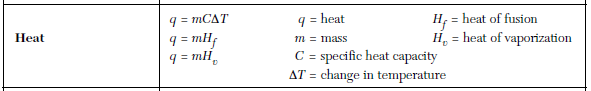 Heat
q = mCΔT
q = mH_f
q = mH_v
q = heat
m = mass
C = specific heat capacity
ΔT = change in temperature
H_f = heat of fusion
H_v = heat of vaporization